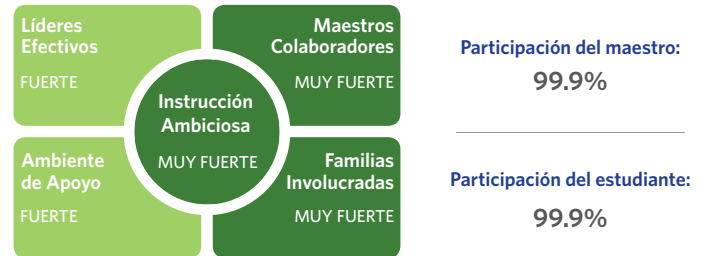 Líderes
Efectivos
FUERTE
Maestros
Colaboradores
MUY FUERTE
Instrucción
Ambiciosa
MUY FUERTE
Ambiente
de Apoyo
FUERTE
Familias
Involucradas
MUY FUERTE
Participación del maestro:
99.9%
Participación del estudiante:
99.9%